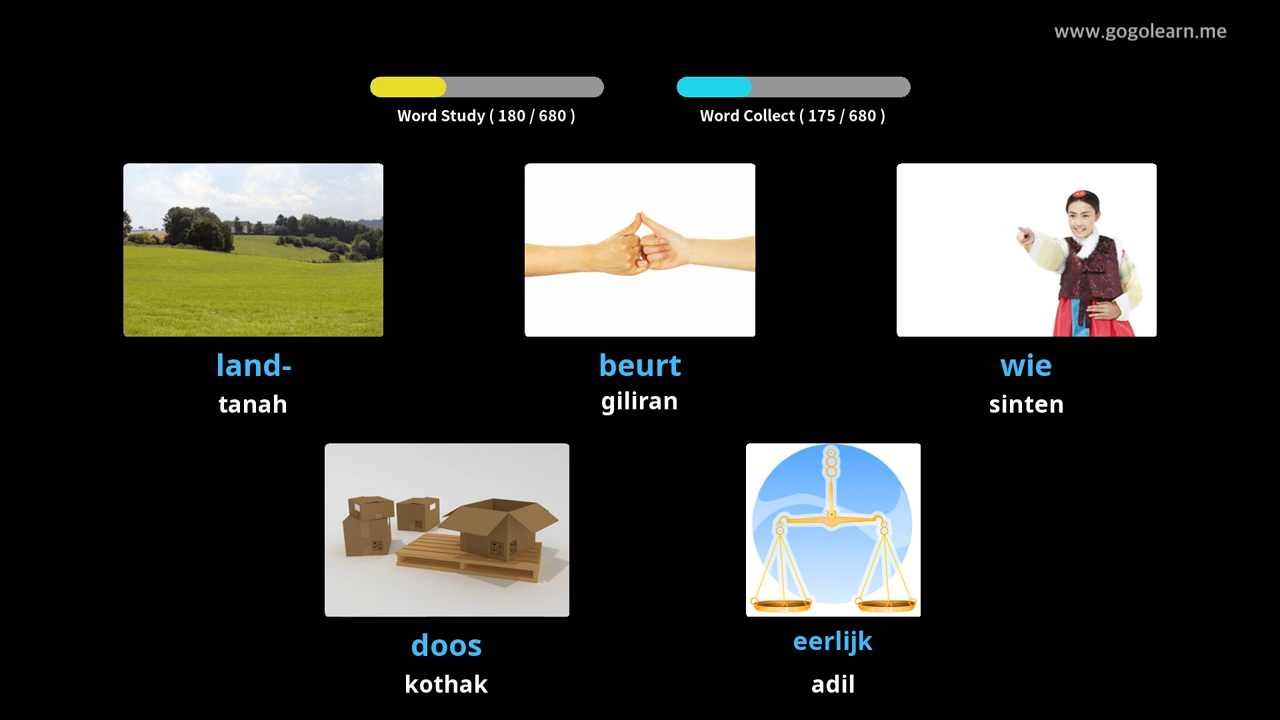 www.gogolearn.me
Word Study ( 180 / 680 )
Word Collect ( 175 / 680 )
land-
tanah
beurt
giliran
wie
sinten
doos
kothak
eerlijk
adil